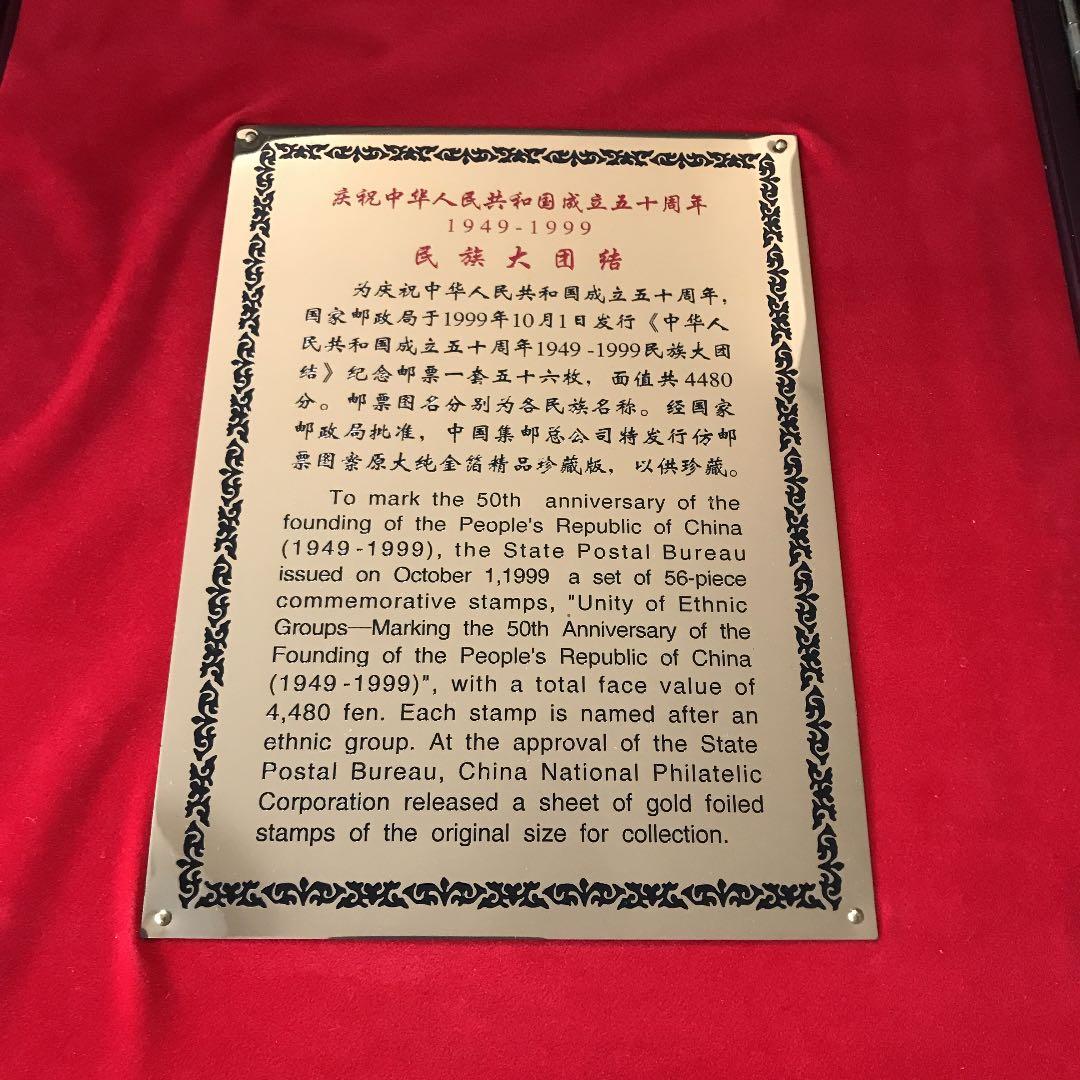 庆祝中华人民共和国成立五十周年
1949-1999
民族大团结
为庆祝中华人民共和国成立五十周年,
国家邮政局于1999年10月1日发行《中华人
民共和国成立五十周年1949-1999民族大团
结》纪念邮票一套五十六枚,面值共4480
分。邮票图名分别为各民族名称。经国家
邮政局批准,中国集邮总公司特发行仿邮
票图案原大纯金箔精品珍藏版,以供珍藏。
To mark the 50th anniversary of the
founding of the People's Republic of China
(1949-1999), the State Postal Bureau
issued on October 1,1999 a set of 56-piece
commemorative stamps, "Unity of Ethnic
Groups—Marking the 50th Anniversary of the
Founding of the People's Republic of China
(1949-1999)", with a total face value of
4,480 fen. Each stamp is named after an
ethnic group. At the approval of the State
Postal Bureau, China National Philatelic
Corporation released a sheet of gold foiled
stamps of the original size for collection.